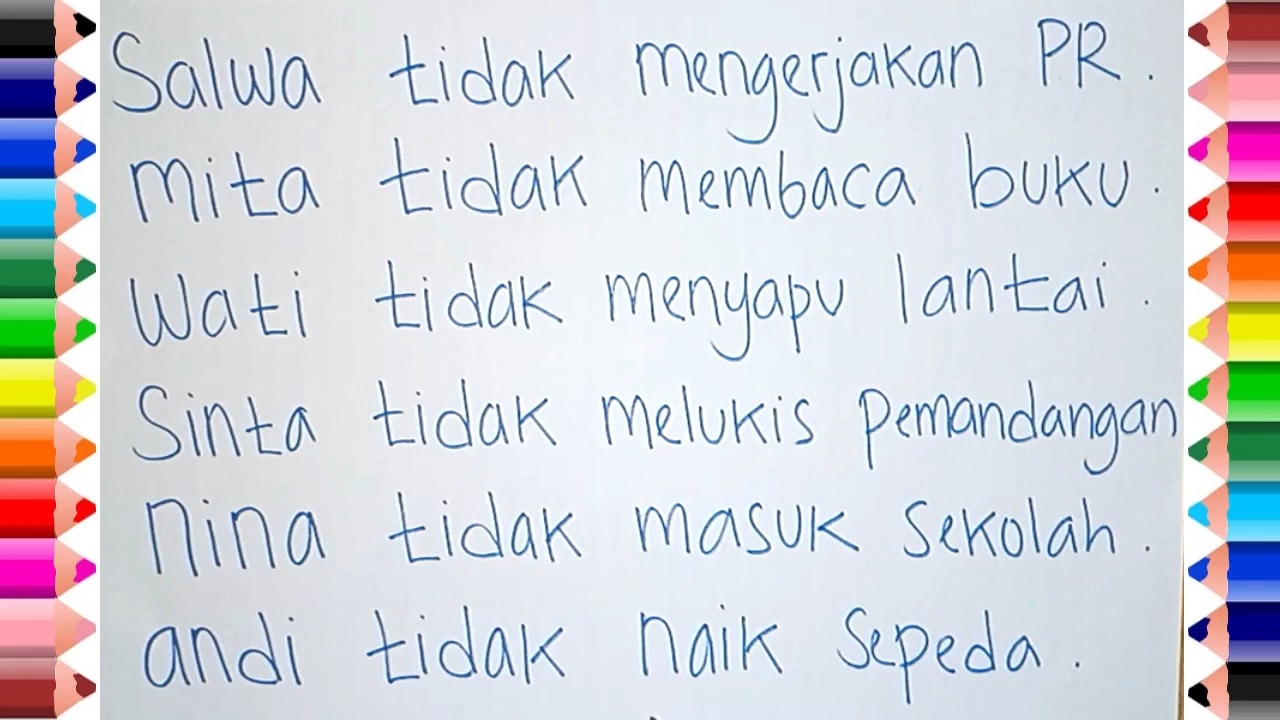 Salwa tidak mengerjakan PR.
Mita tidak membaca buku.
Wati tidak menyapu lantai.
Sinta tidak melukis pemandangan
Nina tidak masuk sekolah.
andi tidak naik sepeda.